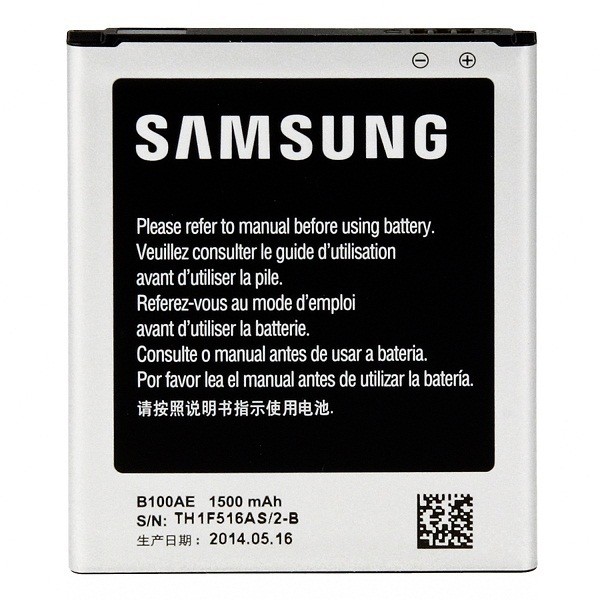 ⊖ ⊕
SAMSUNG
Please refer to manual before using battery.
Veuillez consulter le guide d'utilisation
avant d'utiliser la pile.
Referez-vous au mode d'emploi
avant d'utiliser la batterie.
Consulte o manual antes de usar a bateria.
Por favor lea el manual antes de utilizar la batería.
请按照说明书指示使用电池.
B100AE 1500 mAh
S/N: TH1F516AS/2-B
生产日期: 2014.05.16